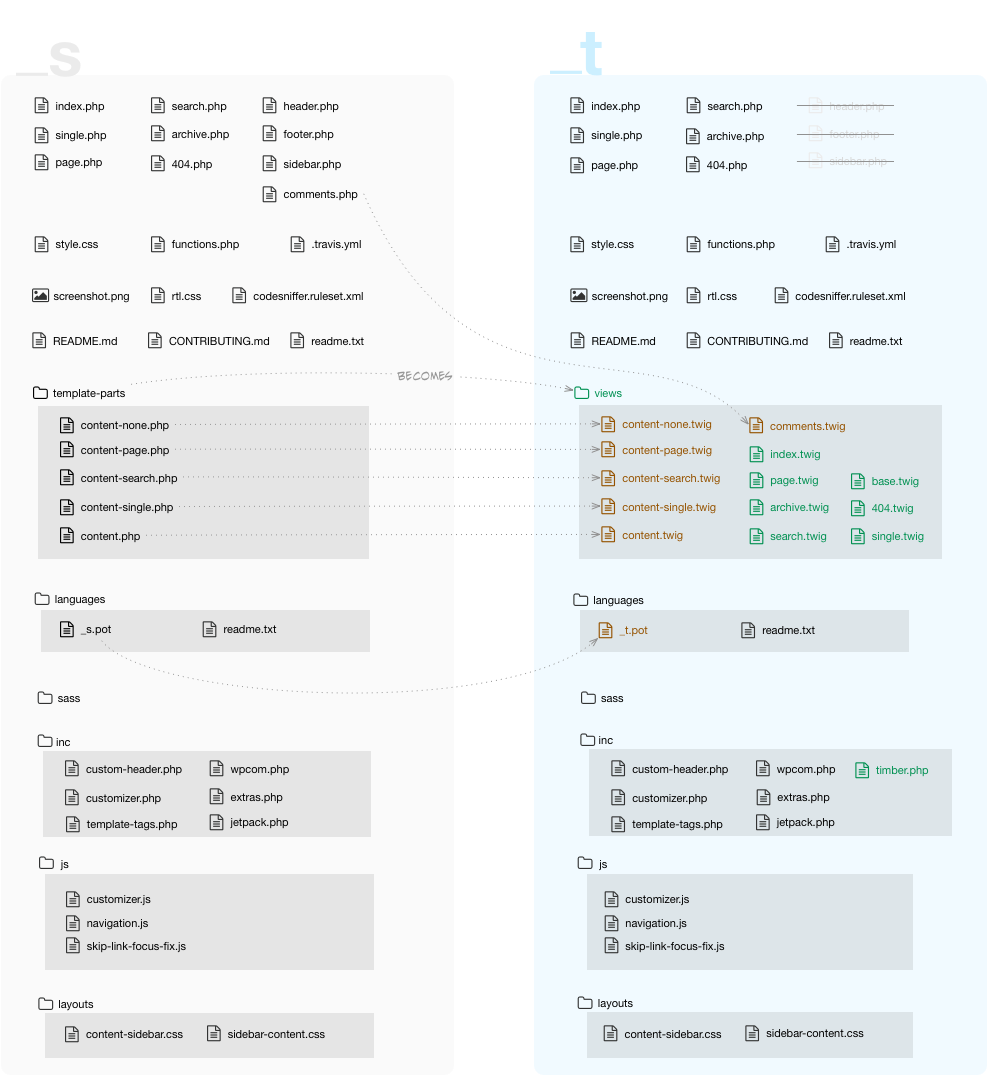 _s
index.php search.php header.php
single.php archive.php footer.php
page.php 404.php sidebar.php
comments.php
style.css functions.php .travis.yml
screenshot.png rtl.css codesniffer.ruleset.xml
README.md CONTRIBUTING.md readme.txt
BECOMES
template-parts
content-none.php
content-page.php
content-search.php
content-single.php
content.php
languages
_s.pot readme.txt
sass
inc
custom-header.php wpcom.php
customizer.php extras.php
template-tags.php jetpack.php
js
customizer.js
navigation.js
skip-link-focus-fix.js
layouts
content-sidebar.css sidebar-content.css
_t
index.php search.php header.php
single.php archive.php footer.php
page.php 404.php sidebar.php
style.css functions.php .travis.yml
screenshot.png rtl.css codesniffer.ruleset.xml
README.md CONTRIBUTING.md readme.txt
views
content-none.twig comments.twig
content-page.twig index.twig
content-search.twig page.twig base.twig
content-single.twig archive.twig 404.twig
content.twig search.twig single.twig
languages
_t.pot readme.txt
sass
inc
custom-header.php wpcom.php timber.php
customizer.php extras.php
template-tags.php jetpack.php
js
customizer.js
navigation.js
skip-link-focus-fix.js
layouts
content-sidebar.css sidebar-content.css